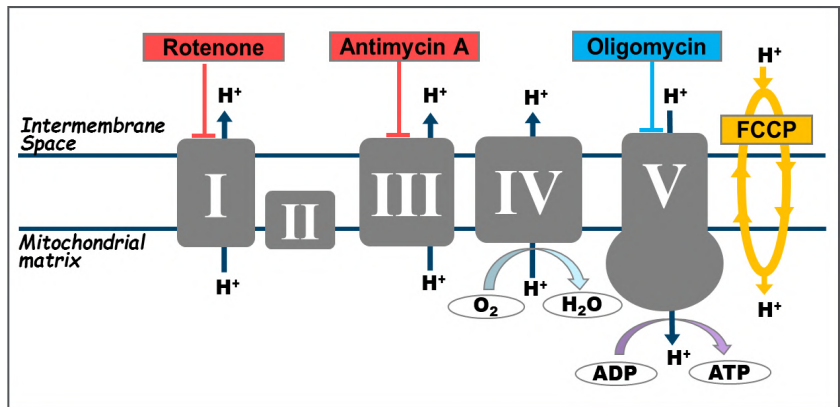 Rotenone
Antimycin A
Oligomycin
H⁺
H⁺
H⁺
H⁺
H⁺
FCCP
Intermembrane
Space
I
II
III
IV
V
Mitochondrial
matrix
H⁺
H⁺
H⁺
H⁺
O₂
H₂O
H⁺
ADP
ATP